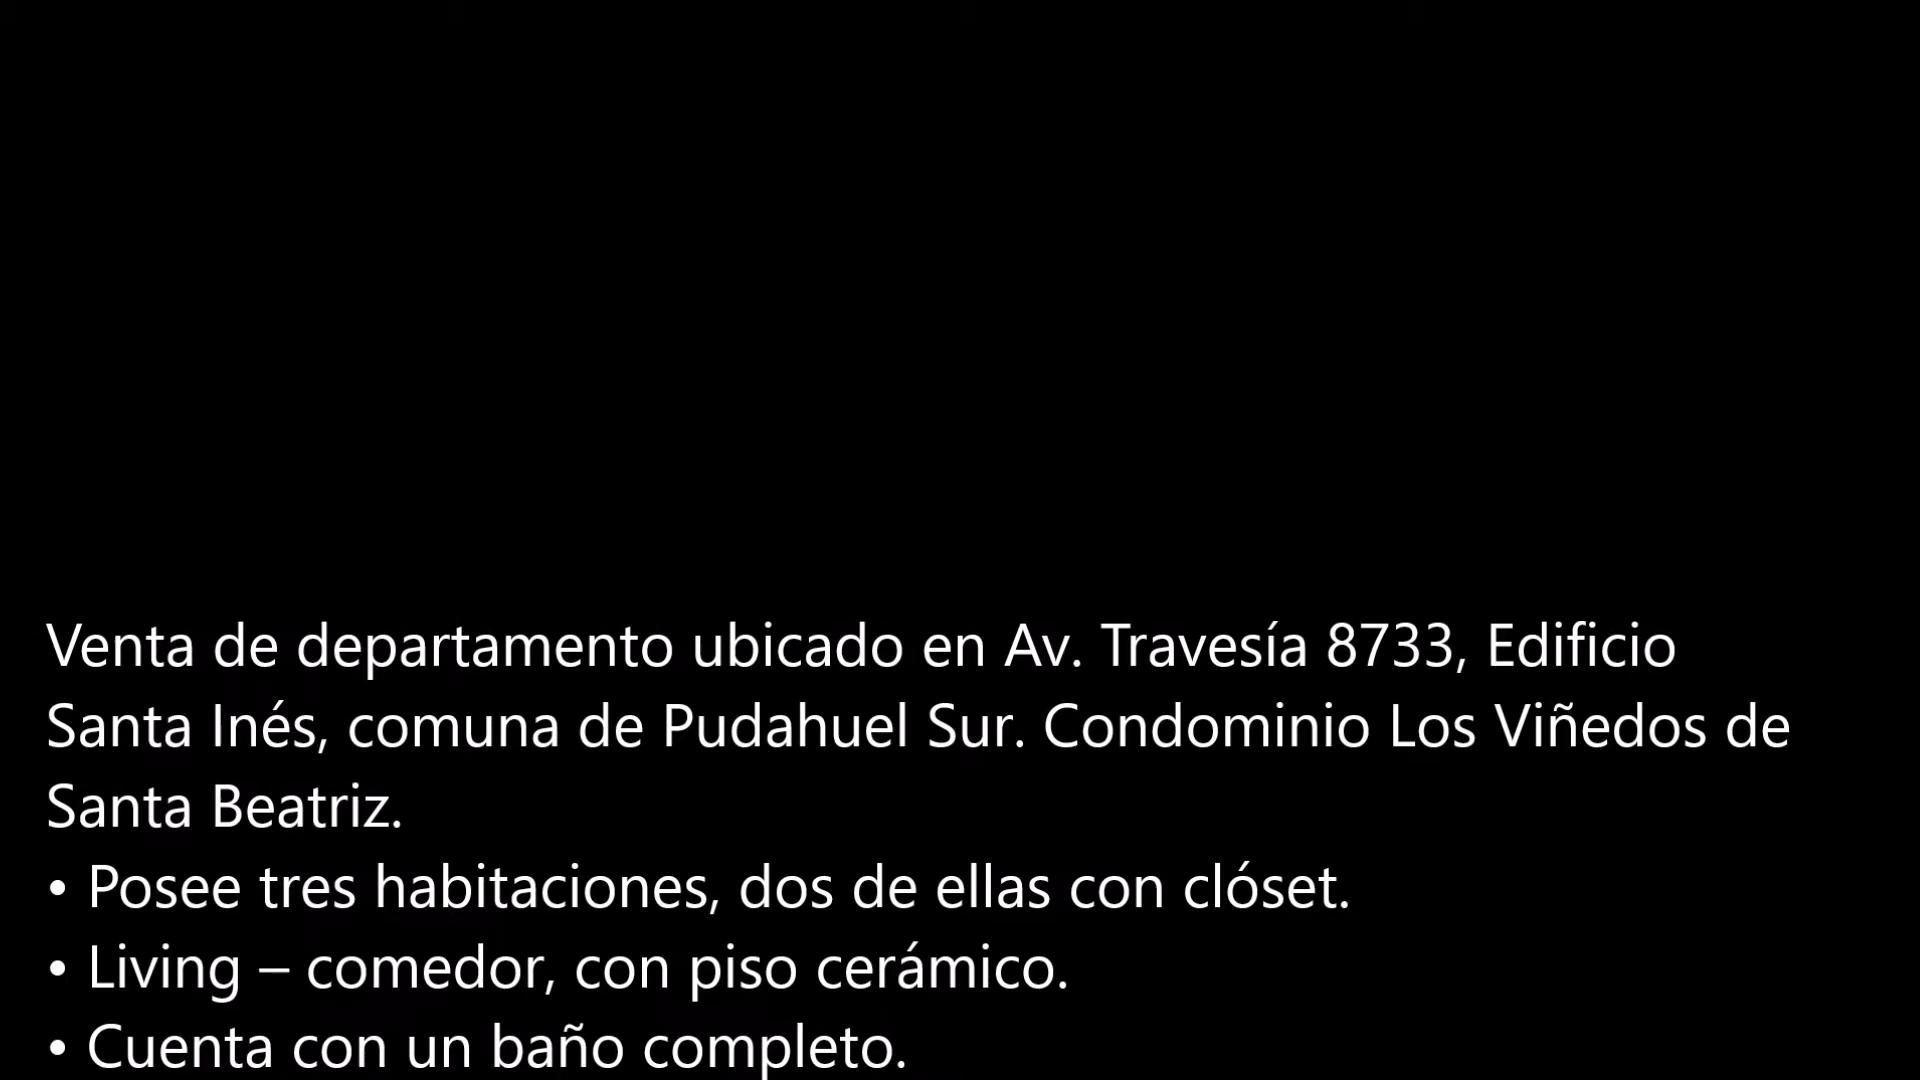 Venta de departamento ubicado en Av. Travesía 8733, Edificio
Santa Inés, comuna de Pudahuel Sur. Condominio Los Viñedos de
Santa Beatriz.
• Posee tres habitaciones, dos de ellas con clóset.
• Living – comedor, con piso cerámico.
• Cuenta con un baño completo.